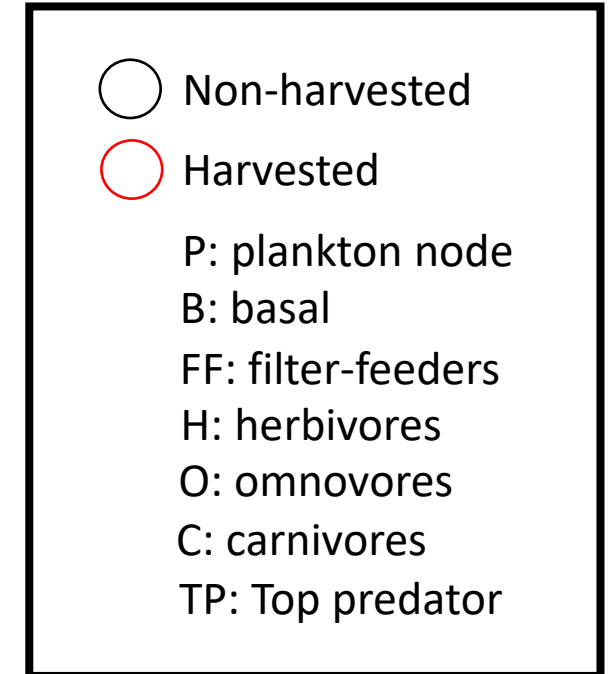 Non-harvested
Harvested
P: plankton node
B: basal
FF: filter-feeders
H: herbivores
O: omnovores
C: carnivores
TP: Top predator